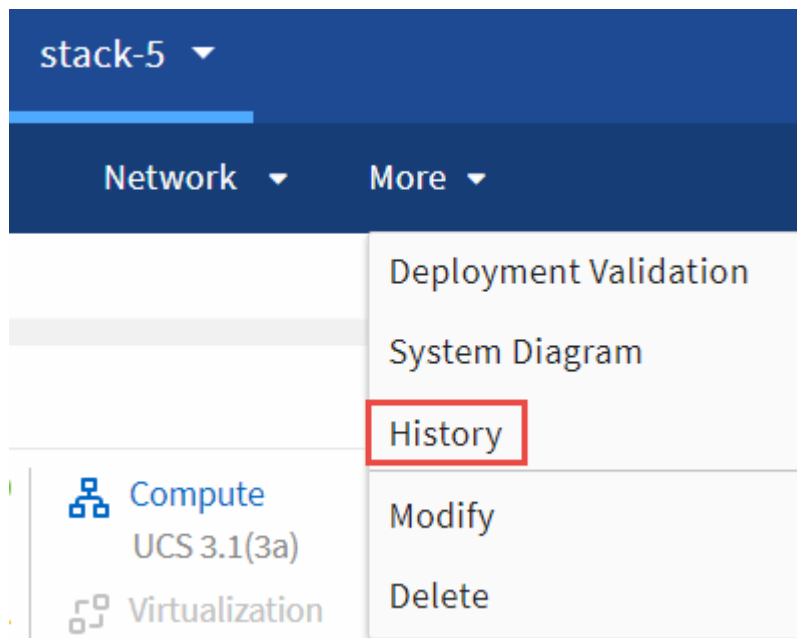 stack-5
Network
More
Deployment Validation
System Diagram
History
Modify
Delete
Compute
UCS 3.1(3a)
Virtualization